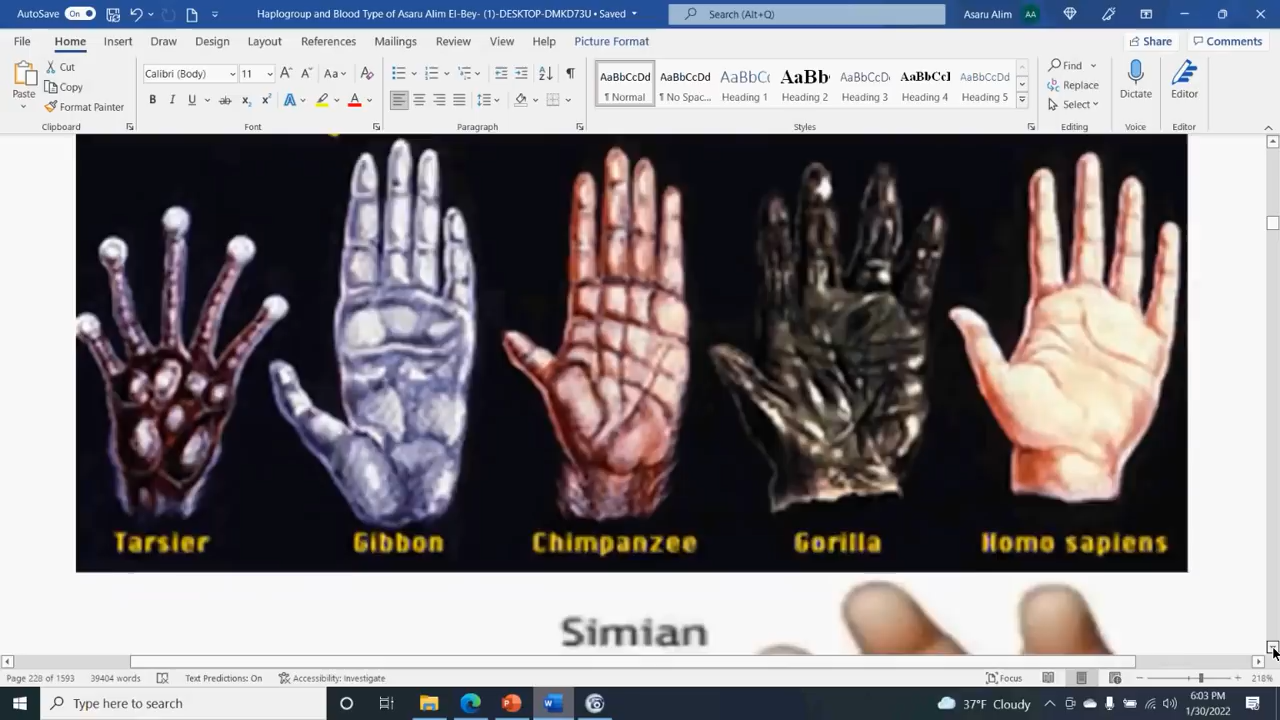 AutoSave On Haplogroup and Blood Type of Asaru Alim El-Bey- (1)-DESKTOP-DMKD73U • Saved Search (Alt+Q) Asaru Alim AA
File Home Insert Draw Design Layout References Mailings Review View Help Picture Format Share Comments
Paste Cut Copy Format Painter
Calibri (Body) 11 Aa
AaBbCcDd AaBbCcDd AaBbCc AaBb AaBbCcD AaBbCcI AaBbCcDd
¶ Normal ¶ No Spac... Heading 1 Heading 2 Heading 3 Heading 4 Heading 5
Find Replace Select
Dictate Editor
Clipboard Font Paragraph Styles Editing Voice Editor
Tarsier Gibbon Chimpanzee Gorilla Homo sapiens
Simian
Page 228 of 1593 39404 words Text Predictions: On Accessibility: Investigate Focus 218%
Type here to search 37°F Cloudy 6:03 PM
1/30/2022